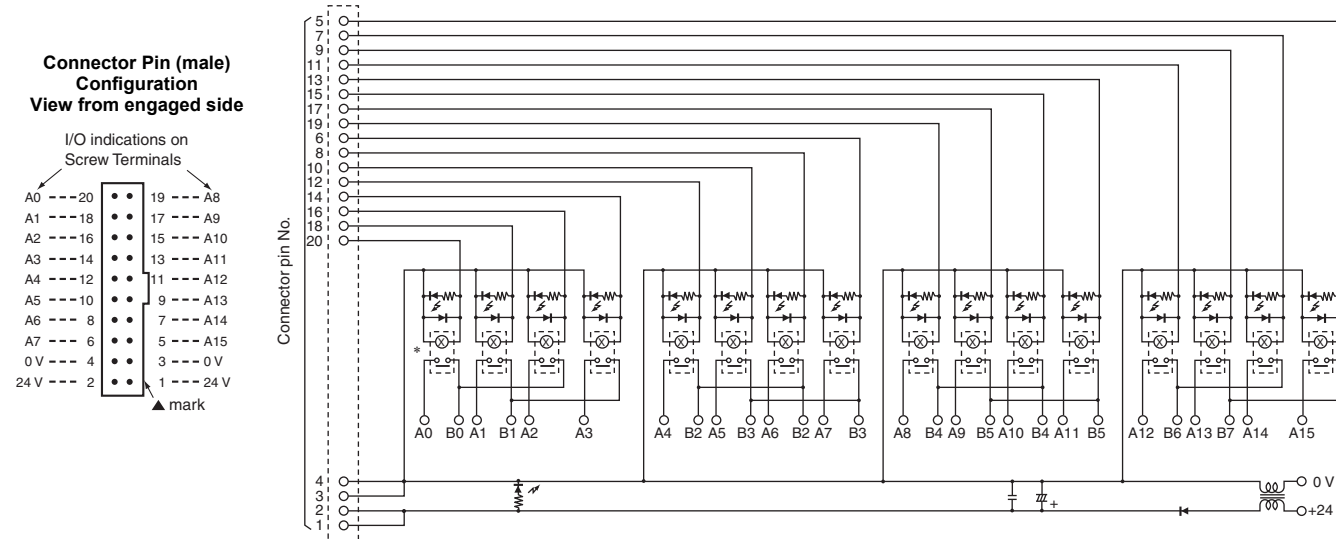 Connector Pin (male)
Configuration
View from engaged side
I/O indications on
Screw Terminals
A0 20 19 A8
A1 18 17 A9
A2 16 15 A10
A3 14 13 A11
A4 12 11 A12
A5 10 9 A13
A6 8 7 A14
A7 6 5 A15
0 V 4 3 0 V
24 V 2 1 24 V
▲ mark
Connector pin No.
5
7
9
11
13
15
17
19
6
8
10
12
14
16
18
20
*
X X X X X X X X X X X X X X X X
A0 B0 A1 B1 A2 A3 A4 B2 A5 B3 A6 B2 A7 B3 A8 B4 A9 B5 A10 B4 A11 B5 A12 B6 A13 B7 A14 A15
4
3
2
1
+
0 V
+24